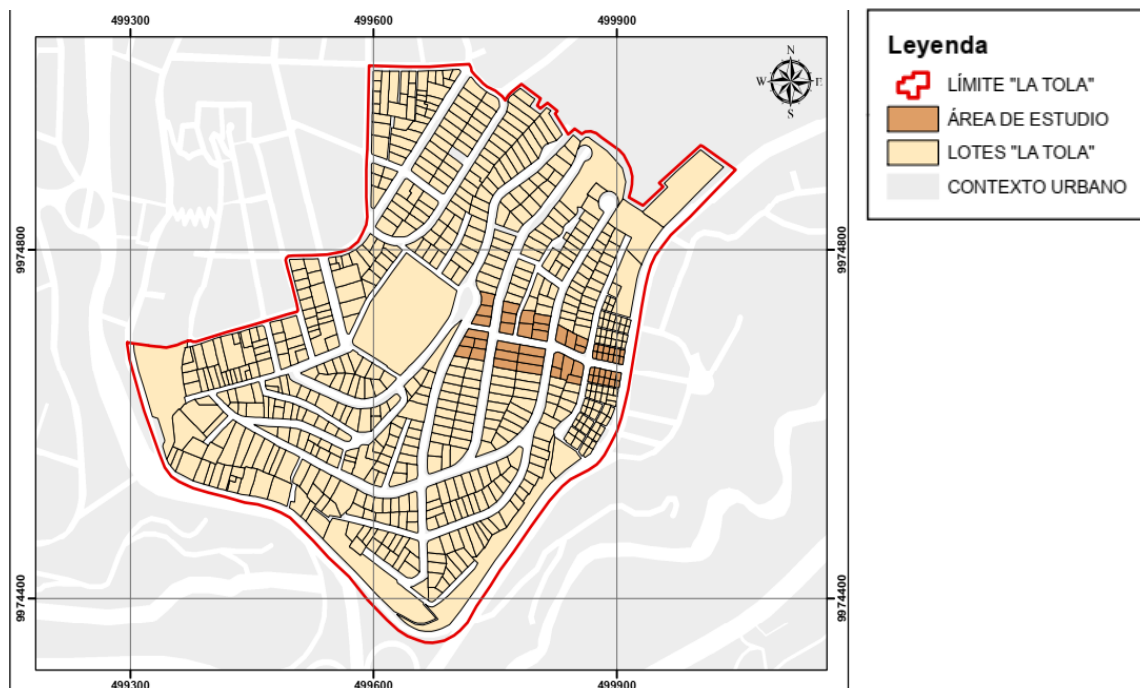 499300 499600 499900
N
W E
S
9974800 9974800
9974400 9974400
499300 499600 499900
Leyenda
LÍMITE "LA TOLA"
ÁREA DE ESTUDIO
LOTES "LA TOLA"
CONTEXTO URBANO